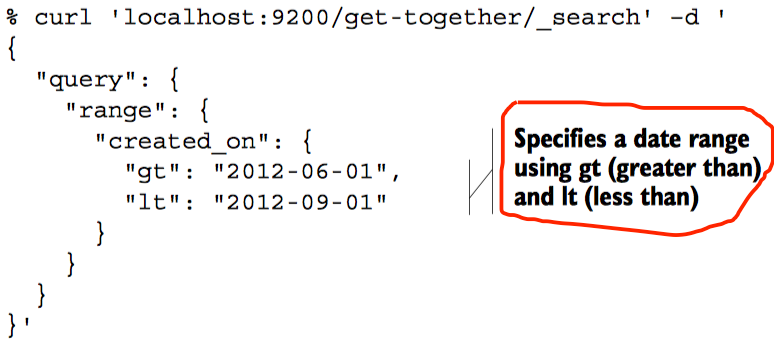 % curl 'localhost:9200/get-together/_search' –d '
{
  "query": {
    "range": {
      "created_on": {
        "gt": "2012-06-01",
        "lt": "2012-09-01"
      }
    }
  }
}'
Specifies a date range
using gt (greater than)
and lt (less than)